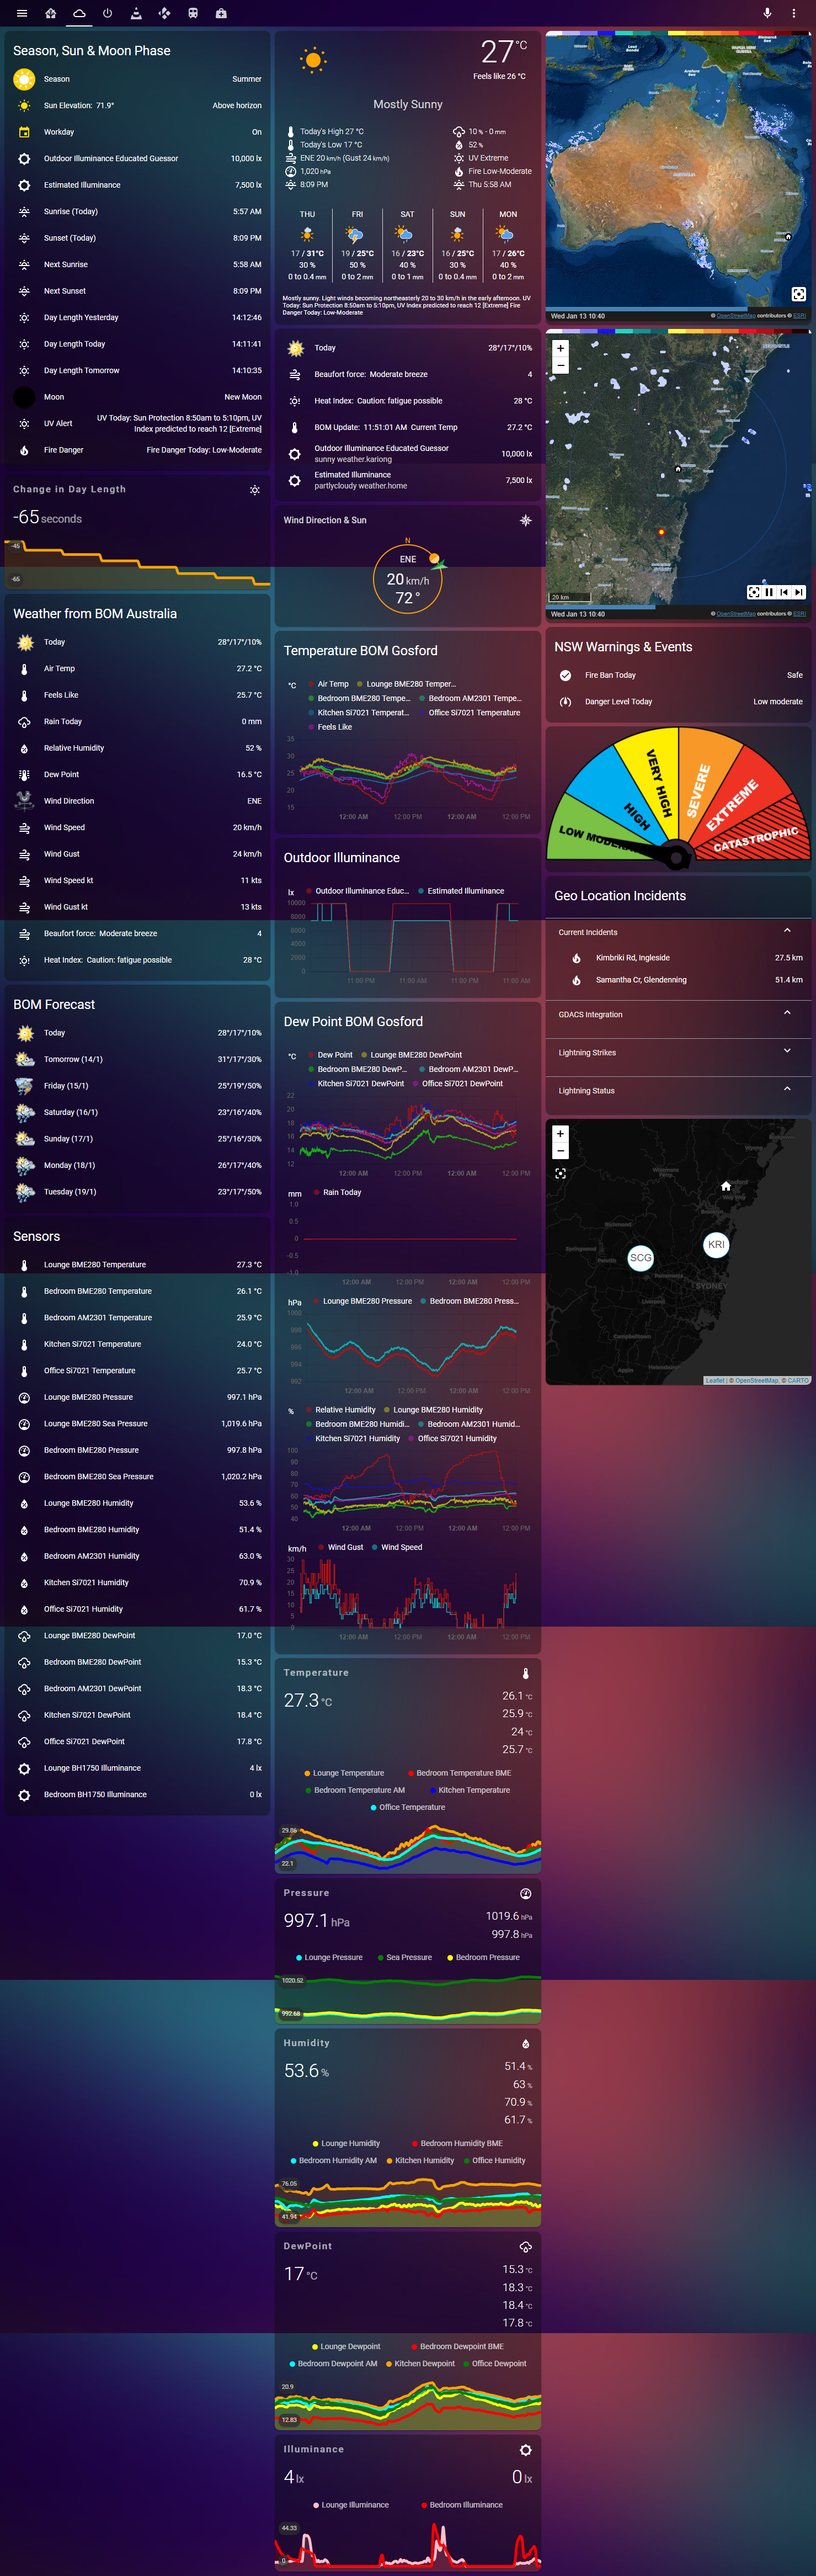 Season, Sun & Moon Phase
Season Summer
Sun Elevation: 71.9° Above horizon
Workday On
Outdoor Illuminance Educated Guessor 10,000 lx
Estimated Illuminance 7,500 lx
Sunrise (Today) 5:57 AM
Sunset (Today) 8:09 PM
Next Sunrise 5:58 AM
Next Sunset 8:09 PM
Day Length Yesterday 14:12:46
Day Length Today 14:11:41
Day Length Tomorrow 14:10:35
Moon New Moon
UV Alert UV Today: Sun Protection 8:50am to 5:10pm, UV
Index predicted to reach 12 [Extreme]
Fire Danger Fire Danger Today: Low-Moderate
Change in Day Length
-65 seconds
-45
-65
Weather from BOM Australia
Today 28°/17°/10%
Air Temp 27.2 °C
Feels Like 25.7 °C
Rain Today 0 mm
Relative Humidity 52 %
Dew Point 16.5 °C
Wind Direction ENE
Wind Speed 20 km/h
Wind Gust 24 km/h
Wind Speed kt 11 kts
Wind Gust kt 13 kts
Beaufort force: Moderate breeze 4
Heat Index: Caution: fatigue possible 28 °C
BOM Forecast
Today 28°/17°/10%
Tomorrow (14/1) 31°/17°/30%
Friday (15/1) 25°/19°/50%
Saturday (16/1) 23°/16°/40%
Sunday (17/1) 25°/16°/30%
Monday (18/1) 26°/17°/40%
Tuesday (19/1) 23°/17°/50%
Sensors
Lounge BME280 Temperature 27.3 °C
Bedroom BME280 Temperature 26.1 °C
Bedroom AM2301 Temperature 25.9 °C
Kitchen Si7021 Temperature 24.0 °C
Office Si7021 Temperature 25.7 °C
Lounge BME280 Pressure 997.1 hPa
Lounge BME280 Sea Pressure 1,019.6 hPa
Bedroom BME280 Pressure 997.8 hPa
Bedroom BME280 Sea Pressure 1,020.2 hPa
Lounge BME280 Humidity 53.6 %
Bedroom BME280 Humidity 51.4 %
Bedroom AM2301 Humidity 63.0 %
Kitchen Si7021 Humidity 70.9 %
Office Si7021 Humidity 61.7 %
Lounge BME280 DewPoint 17.0 °C
Bedroom BME280 DewPoint 15.3 °C
Bedroom AM2301 DewPoint 18.3 °C
Kitchen Si7021 DewPoint 18.4 °C
Office Si7021 DewPoint 17.8 °C
Lounge BH1750 Illuminance 4 lx
Bedroom BH1750 Illuminance 0 lx
27°C
Feels like 26 °C
Mostly Sunny
Today's High 27 °C 10 % - 0 mm
Today's Low 17 °C 52 %
ENE 20 km/h (Gust 24 km/h) UV Extreme
1,020 hPa Fire Low-Moderate
8:09 PM Thu 5:58 AM
THU FRI SAT SUN MON
17 / 31°C 19 / 25°C 16 / 23°C 16 / 25°C 17 / 26°C
30 % 50 % 40 % 30 % 40 %
0 to 0.4 mm 0 to 2 mm 0 to 1 mm 0 to 0.4 mm 0 to 2 mm
Mostly sunny. Light winds becoming northeasterly 20 to 30 km/h in the early afternoon. UV
Today: Sun Protection 8:50am to 5:10pm, UV Index predicted to reach 12 [Extreme] Fire
Danger Today: Low-Moderate
Today 28°/17°/10%
Beaufort force: Moderate breeze 4
Heat Index: Caution: fatigue possible 28 °C
BOM Update: 11:51:01 AM Current Temp 27.2 °C
Outdoor Illuminance Educated Guessor
sunny weather.kariong 10,000 lx
Estimated Illuminance
partlycloudy weather.home 7,500 lx
Wind Direction & Sun
N
ENE
20 km/h
72 °
Temperature BOM Gosford
°C Air Temp Lounge BME280 Temper...
Bedroom BME280 Tempe... Bedroom AM2301 Tempe...
Kitchen Si7021 Temperat... Office Si7021 Temperature
Feels Like
35
30
25
20
15
12:00 AM 12:00 PM 12:00 AM 12:00 PM
Outdoor Illuminance
lx Outdoor Illuminance Educ... Estimated Illuminance
10000
8000
6000
4000
2000
0
11:00 PM 11:00 AM 11:00 PM 11:00 AM
Dew Point BOM Gosford
°C Dew Point Lounge BME280 DewPoint
Bedroom BME280 DewP... Bedroom AM2301 DewP...
Kitchen Si7021 DewPoint Office Si7021 DewPoint
22
20
18
16
14
12
12:00 AM 12:00 PM 12:00 AM 12:00 PM
mm Rain Today
1.0
0.5
0
-0.5
-1.0
12:00 AM 12:00 PM 12:00 AM 12:00 PM
hPa Lounge BME280 Pressure Bedroom BME280 Press...
1000
998
996
994
992
12:00 AM 12:00 PM 12:00 AM 12:00 PM
% Relative Humidity Lounge BME280 Humidity
Bedroom BME280 Humidi... Bedroom AM2301 Humid...
Kitchen Si7021 Humidity Office Si7021 Humidity
100
90
80
70
60
50
40
12:00 AM 12:00 PM 12:00 AM 12:00 PM
km/h Wind Gust Wind Speed
30
25
20
15
10
5
0
12:00 AM 12:00 PM 12:00 AM 12:00 PM
Temperature
27.3 °C
26.1 °C
25.9 °C
24 °C
25.7 °C
Lounge Temperature Bedroom Temperature BME
Bedroom Temperature AM Kitchen Temperature
Office Temperature
29.86
22.1
Pressure
997.1 hPa
1019.6 hPa
997.8 hPa
Lounge Pressure Sea Pressure Bedroom Pressure
1020.52
992.68
Humidity
53.6 %
51.4 %
63 %
70.9 %
61.7 %
Lounge Humidity Bedroom Humidity BME
Bedroom Humidity AM Kitchen Humidity Office Humidity
76.05
41.94
DewPoint
17 °C
15.3 °C
18.3 °C
18.4 °C
17.8 °C
Lounge Dewpoint Bedroom Dewpoint BME
Bedroom Dewpoint AM Kitchen Dewpoint Office Dewpoint
20.9
12.83
Illuminance
4 lx 0 lx
Lounge Illuminance Bedroom Illuminance
44.33
0
Wed Jan 13 10:40 © OpenStreetMap contributors © ESRI
+
−
20 km
Wed Jan 13 10:40 © OpenStreetMap contributors © ESRI
NSW Warnings & Events
Fire Ban Today Safe
Danger Level Today Low moderate
LOW MODERA
HIGH
VERY HIGH
SEVERE
EXTREME
CATASTROPHIC
Geo Location Incidents
Current Incidents
Kimbriki Rd, Ingleside 27.5 km
Samantha Cr, Glendenning 51.4 km
GDACS Integration
Lightning Strikes
Lightning Status
+
−
SCG
KRI
SYDNEY
Leaflet | © OpenStreetMap, © CARTO